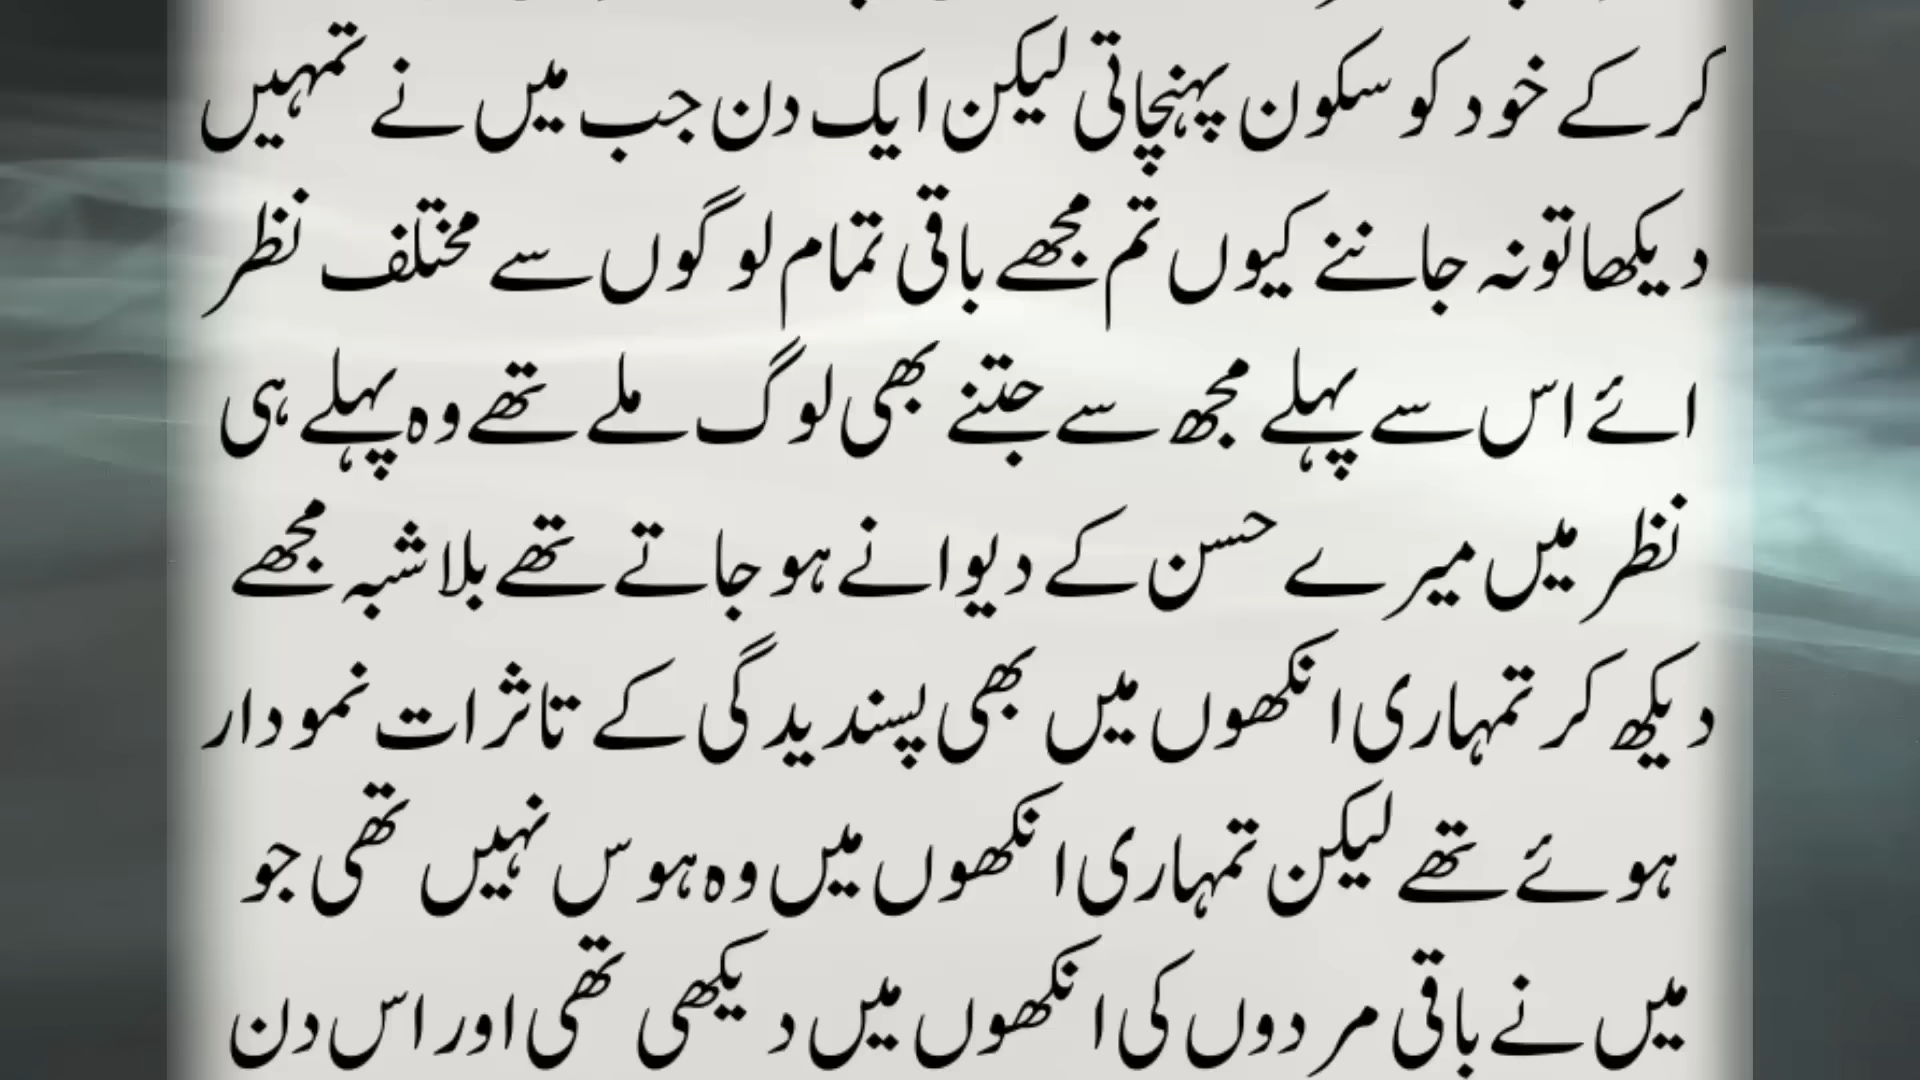 کرکے خود کو سکون پہنچاتی لیکن ایک دن جب میں نے تمہیں
دیکھا تو نہ جاننے کیوں تم مجھے باقی تمام لوگوں سے مختلف نظر
ائے اس سے پہلے مجھ سے جتنے بھی لوگ ملے تھے وہ پہلے ہی
نظر میں میرے حسن کے دیوانے ہو جاتے تھے بلاشبہ مجھے
دیکھ کر تمہاری انکھوں میں بھی پسندیدگی کے تاثرات نمودار
ہوئے تھے لیکن تمہاری انکھوں میں وہ ہوس نہیں تھی جو
میں نے باقی مردوں کی انکھوں میں دیکھی تھی اور اس دن